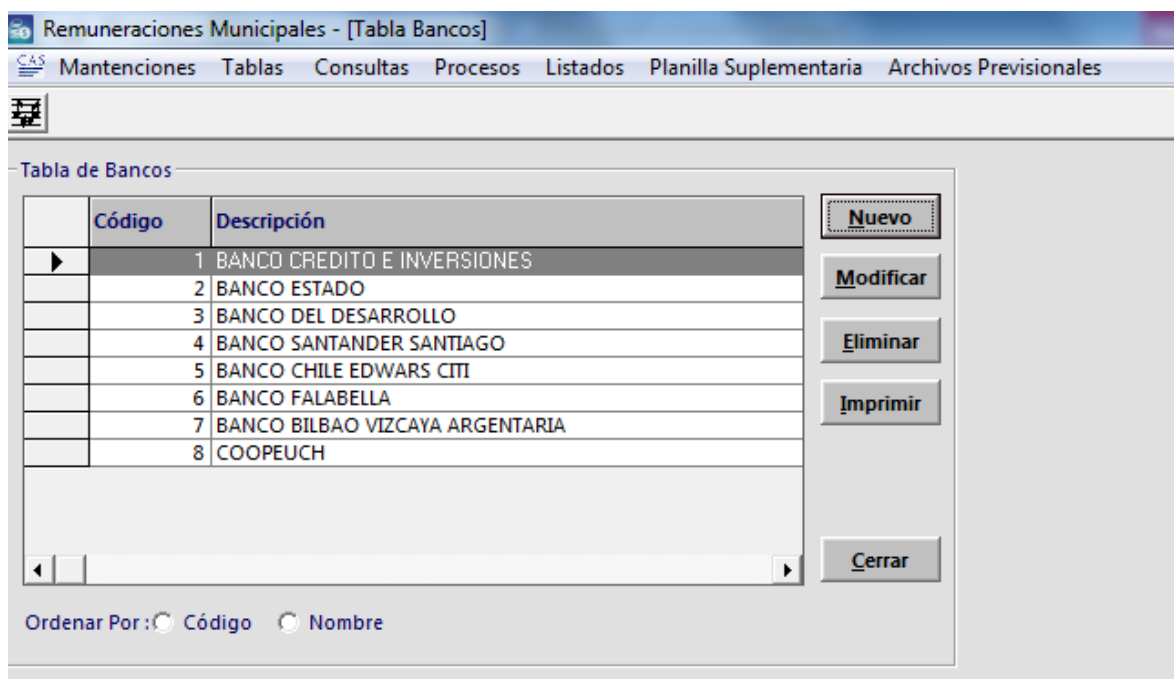 Remuneraciones Municipales - [Tabla Bancos]
CAS Mantenciones Tablas Consultas Procesos Listados Planilla Suplementaria Archivos Previsionales
Tabla de Bancos
Código Descripción
1 BANCO CREDITO E INVERSIONES
2 BANCO ESTADO
3 BANCO DEL DESARROLLO
4 BANCO SANTANDER SANTIAGO
5 BANCO CHILE EDWARS CITI
6 BANCO FALABELLA
7 BANCO BILBAO VIZCAYA ARGENTARIA
8 COOPEUCH
Nuevo
Modificar
Eliminar
Imprimir
Cerrar
Ordenar Por : Código Nombre